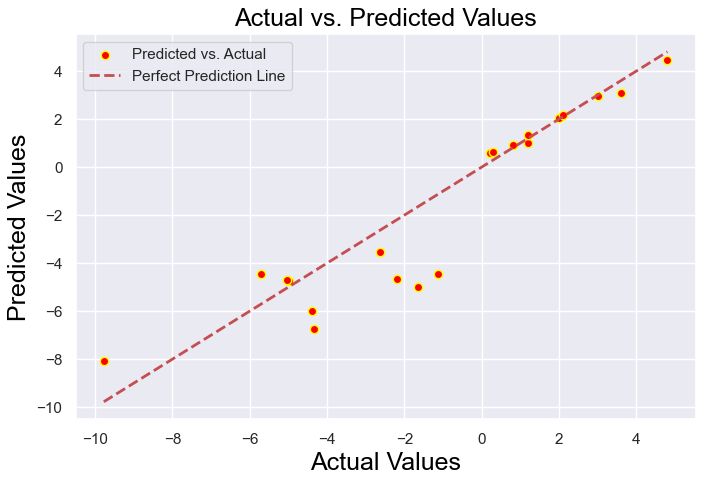 Actual vs. Predicted Values
Predicted vs. Actual
Perfect Prediction Line
Predicted Values
4
2
0
−2
−4
−6
−8
−10
−10 −8 −6 −4 −2 0 2 4
Actual Values